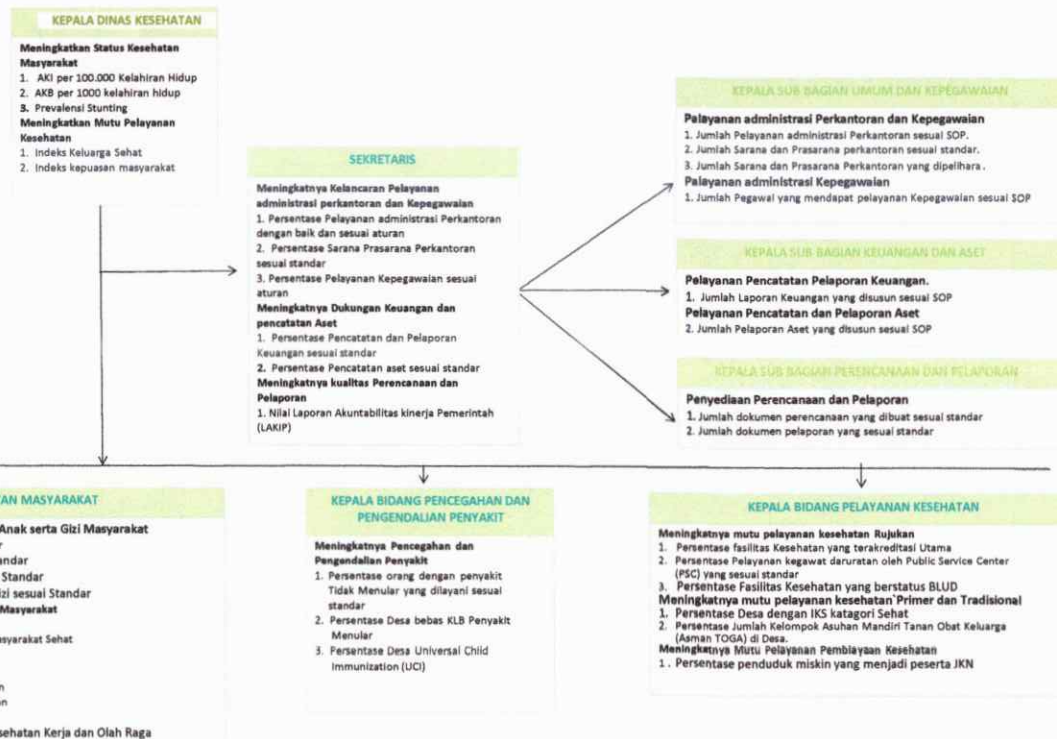 KEPALA DINAS KESEHATAN
Meningkatkan Status Kesehatan
Masyarakat
1. AKI per 100.000 Kelahiran Hidup
2. AKB per 1000 kelahiran hidup
3. Prevalensi Stunting
Meningkatkan Mutu Pelayanan
Kesehatan
1. Indeks Keluarga Sehat
2. Indeks kepuasan masyarakat
SEKRETARIS
Meningkatnya Kelancaran Pelayanan
administrasi perkantoran dan Kepegawaian
1. Persentase Pelayanan administrasi Perkantoran
dengan baik dan sesuai aturan
2. Persentase Sarana Prasarana Perkantoran
sesuai standar
3. Persentase Pelayanan Kepegawaian sesuai
aturan
Meningkatnya Dukungan Keuangan dan
pencatatan Aset
1. Persentase Pencatatan dan Pelaporan
Keuangan sesuai standar
2. Persentase Pencatatan aset sesuai standar
Meningkatnya kualitas Perencanaan dan
Pelaporan
1. Nilai Laporan Akuntabilitas kinerja Pemerintah
(LAKIP)
KEPALA SUB BAGIAN UMUM DAN KEPEGAWAIAN
Pelayanan administrasi Perkantoran dan Kepegawaian
1. Jumlah Pelayanan administrasi Perkantoran sesuai SOP.
2. Jumlah Sarana dan Prasarana perkantoran sesuai standar.
3. Jumlah Sarana dan Prasarana Perkantoran yang dipelihara.
Palayanan administrasi Kepegawaian
1. Jumlah Pegawai yang mendapat pelayanan Kepegawaian sesuai SOP
KEPALA SUB BAGIAN KEUANGAN DAN ASET
Pelayanan Pencatatan Pelaporan Keuangan.
1. Jumlah Laporan Keuangan yang disusun sesuai SOP
Pelayanan Pencatatan dan Pelaporan Aset
2. Jumlah Pelaporan Aset yang disusun sesuai SOP
KEPALA SUB BAGIAN PERENCANAAN DAN PELAPORAN
Penyediaan Perencanaan dan Pelaporan
1. Jumlah dokumen perencanaan yang dibuat sesuai standar
2. Jumlah dokumen pelaporan yang sesuai standar
AN MASYARAKAT
Anak serta Gizi Masyarakat
andar
Standar
izi sesuai Standar
Masyarakat
asyarakat Sehat
n
an
sehatan Kerja dan Olah Raga
KEPALA BIDANG PENCEGAHAN DAN
PENGENDALIAN PENYAKIT
Meningkatnya Pencegahan dan
Pengendalian Penyakit
1. Persentase orang dengan penyakit
Tidak Menular yang dilayani sesuai
standar
2. Persentase Desa bebas KLB Penyakit
Menular
3. Persentase Desa Universal Child
Immunization (UCI)
KEPALA BIDANG PELAYANAN KESEHATAN
Meningkatnya mutu pelayanan kesehatan Rujukan
1. Persentase fasilitas Kesehatan yang terakreditasi Utama
2. Persentase Pelayanan kegawat daruratan oleh Public Service Center
(PSC) yang sesuai standar
3. Persentase Fasilitas Kesehatan yang berstatus BLUD
Meningkatnya mutu pelayanan kesehatan Primer dan Tradisional
1. Persentase Desa dengan IKS katagori Sehat
2. Persentase Jumlah Kelompok Asuhan Mandiri Tanan Obat Keluarga
(Asman TOGA) di Desa.
Meningkatnya Mutu Pelayanan Pembiayaan Kesehatan
1. Persentase penduduk miskin yang menjadi peserta JKN